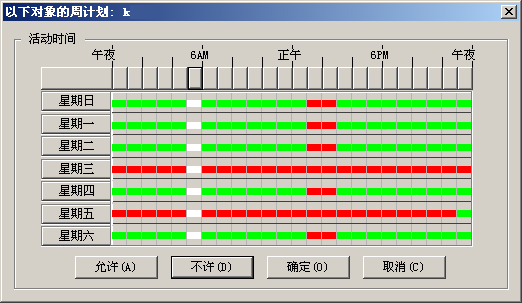 以下对象的周计划: k
活动时间
午夜 6AM 正午 6PM 午夜
星期日
星期一
星期二
星期三
星期四
星期五
星期六
允许(A) 不许(D) 确定(O) 取消(C)